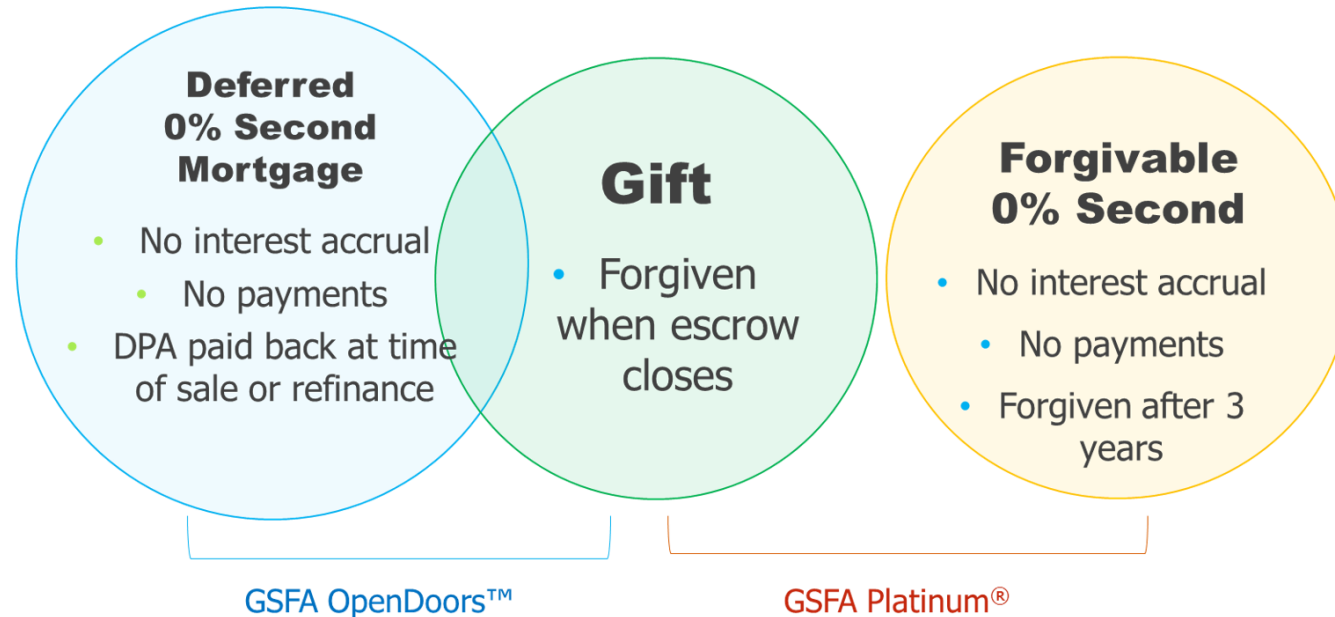 Deferred
0% Second
Mortgage
• No interest accrual
• No payments
• DPA paid back at time
of sale or refinance
Gift
• Forgiven
when escrow
closes
Forgivable
0% Second
• No interest accrual
• No payments
• Forgiven after 3
years
GSFA OpenDoors™
GSFA Platinum®